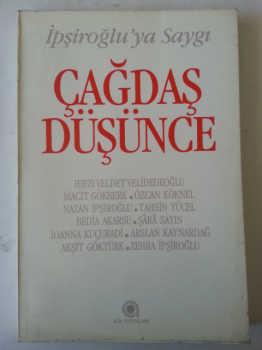 İpşiroğlu'ya Saygı
ÇAĞDAŞ
DÜŞÜNCE
HIFZI VELDET VELİDEDEOĞLU
MACİT GÖKBERK ■ ÖZCAN KÖKNEL
NAZAN İPŞİROĞLU ■ TAHSİN YÜCEL
BEDİA AKARSU ■ ŞÂRÂ SAYIN
IOANNA KUÇURADİ ■ ARSLAN KAYNARDAĞ
AKŞİT GÖKTÜRK ■ ZEHRA İPŞİROĞLU